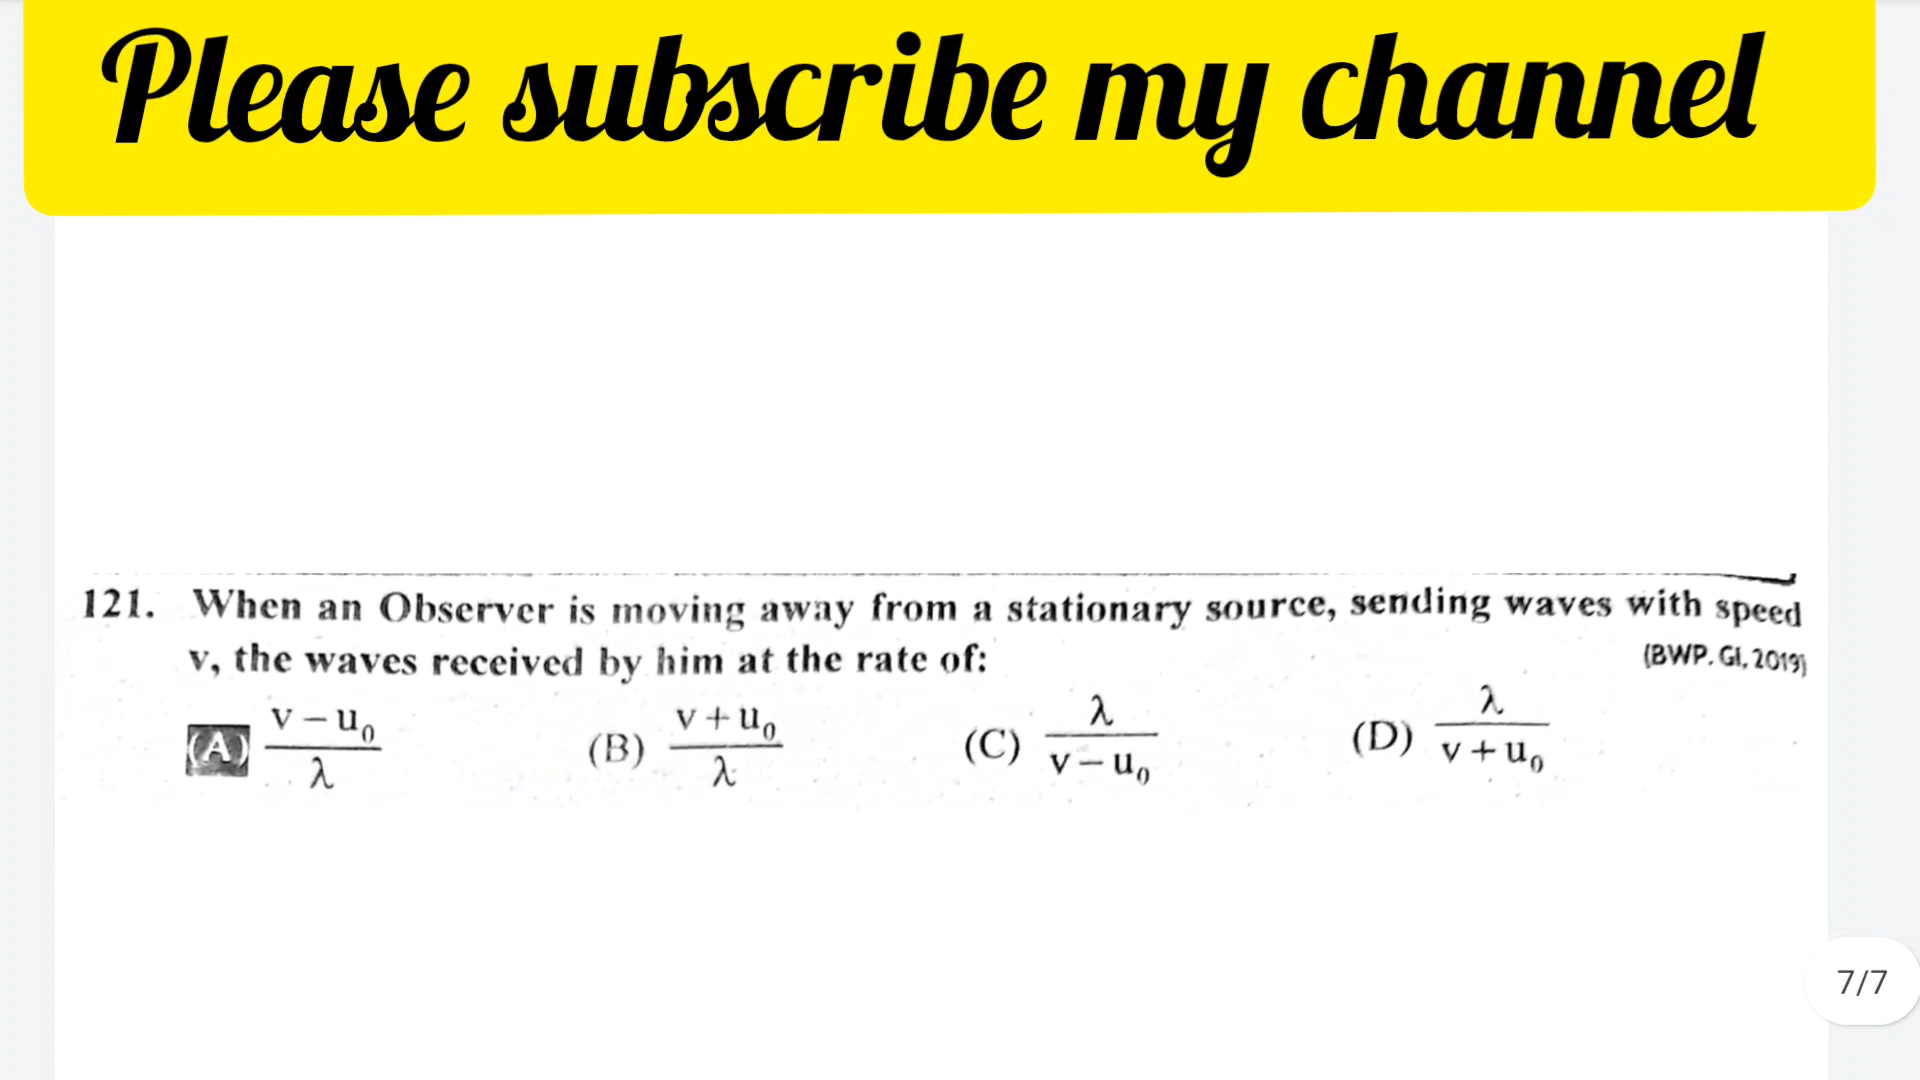 Please subscribe my channel
121. When an Observer is moving away from a stationary source, sending waves with speed
v, the waves received by him at the rate of: (BWP. GI, 2019)
(A) v – u₀ / λ (B) v + u₀ / λ (C) λ / v – u₀ (D) λ / v + u₀
7/7